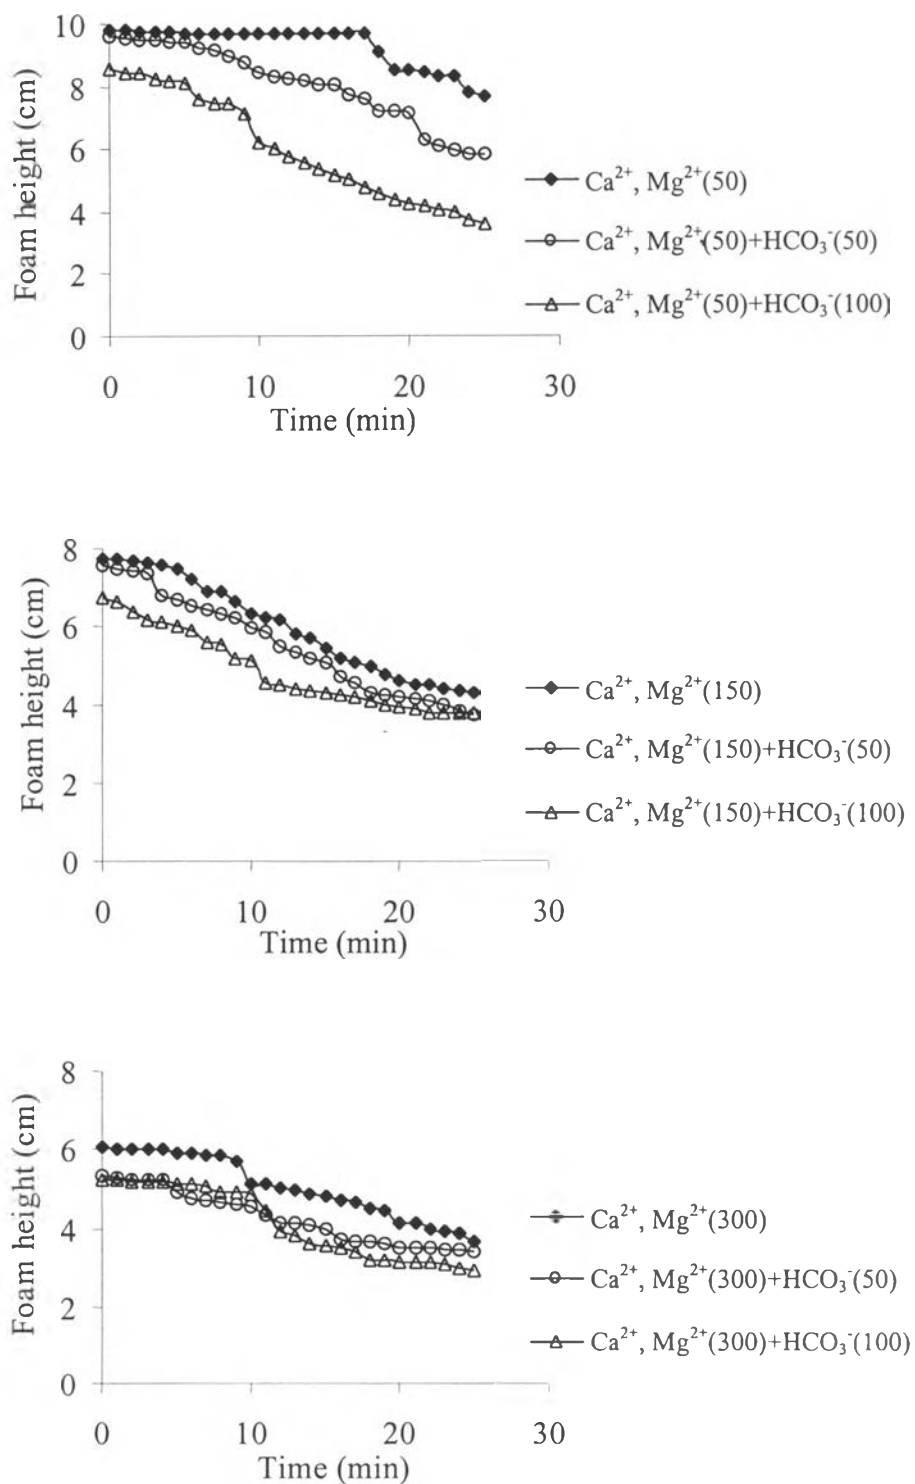 10
8
6
4
2
0
Foam height (cm)
0 10 20 30
Time (min)
Ca²⁺, Mg²⁺(50)
Ca²⁺, Mg²⁺(50)+HCO₃⁻(50)
Ca²⁺, Mg²⁺(50)+HCO₃⁻(100)
8
6
4
2
0
Foam height (cm)
0 10 20 30
Time (min)
Ca²⁺, Mg²⁺(150)
Ca²⁺, Mg²⁺(150)+HCO₃⁻(50)
Ca²⁺, Mg²⁺(150)+HCO₃⁻(100)
8
6
4
2
0
Foam height (cm)
0 10 20 30
Time (min)
Ca²⁺, Mg²⁺(300)
Ca²⁺, Mg²⁺(300)+HCO₃⁻(50)
Ca²⁺, Mg²⁺(300)+HCO₃⁻(100)